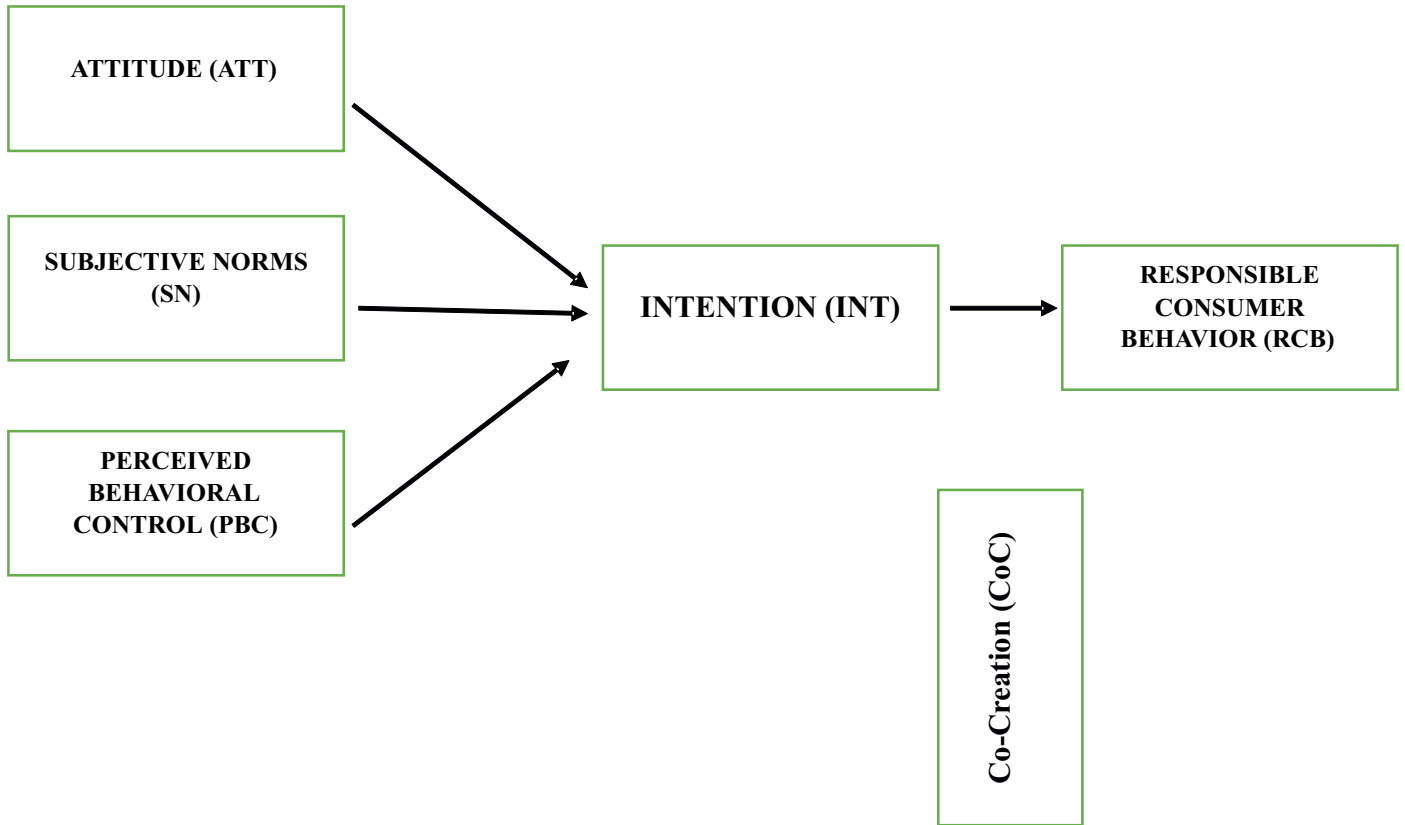 ATTITUDE (ATT)
SUBJECTIVE NORMS
(SN)
INTENTION (INT)
RESPONSIBLE
CONSUMER
BEHAVIOR (RCB)
PERCEIVED
BEHAVIORAL
CONTROL (PBC)
Co-Creation (CoC)